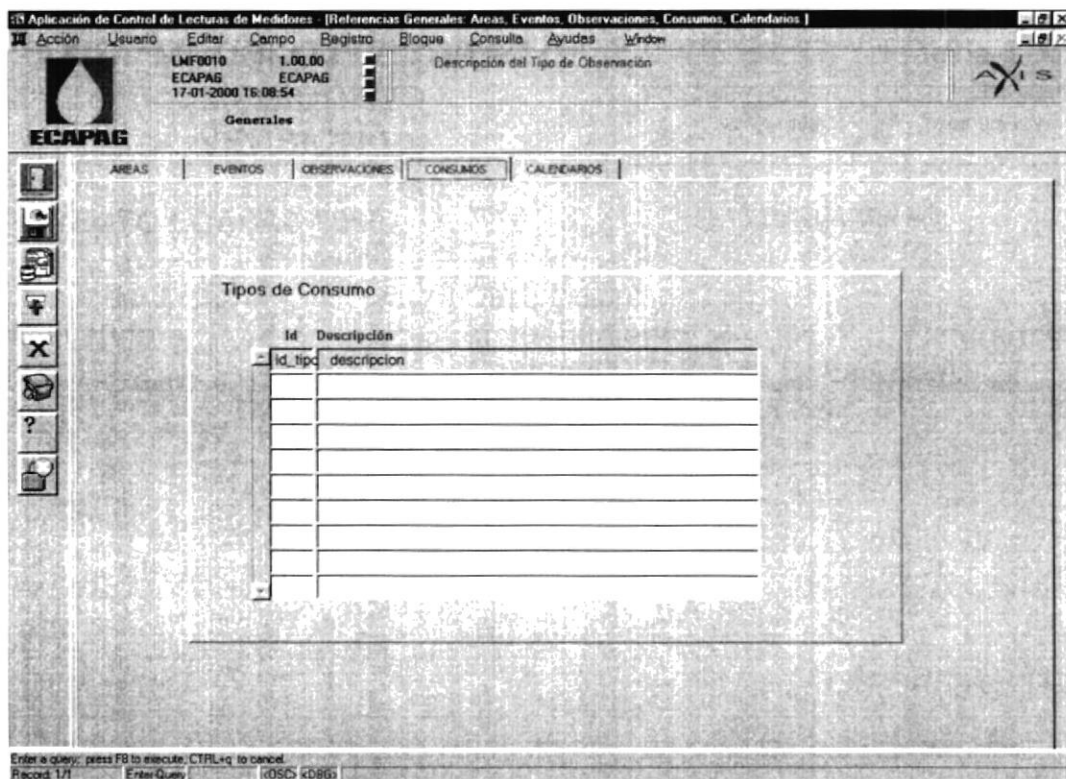 Aplicación de Control de Lecturas de Medidores - [Referencias Generales: Areas, Eventos, Observaciones, Consumos, Calendarios ]
Acción Usuario Editar Campo Registro Bloque Consulta Ayudas Window
LMF0010 1.00.00
ECAPAG ECAPAG
17-01-2000 16:08:54
Generales
Descripción del Tipo de Observación
AXIS
ECAPAG
AREAS EVENTOS OBSERVACIONES CONSUMOS CALENDARIOS
Tipos de Consumo
Id Descripción
id_tipo descripcion
?
Enter a query; press F8 to execute, CTRL+q to cancel.
Record: 1/1 Enter-Query <OSC> <DBG>